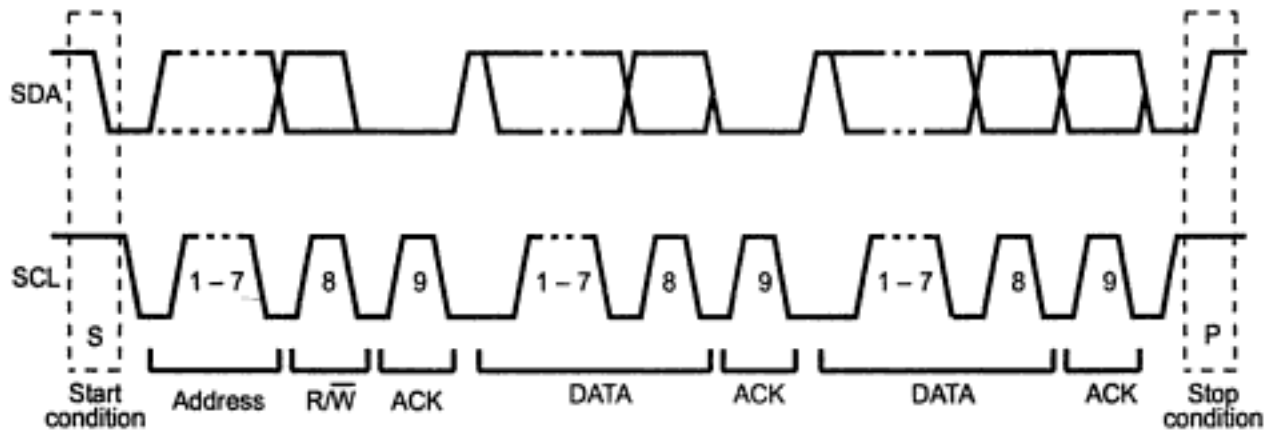 SDA
SCL
1 – 7 8 9 1 – 7 8 9 1 – 7 8 9
S P
Start condition
Address R/W̅ ACK DATA ACK DATA ACK
Stop condition